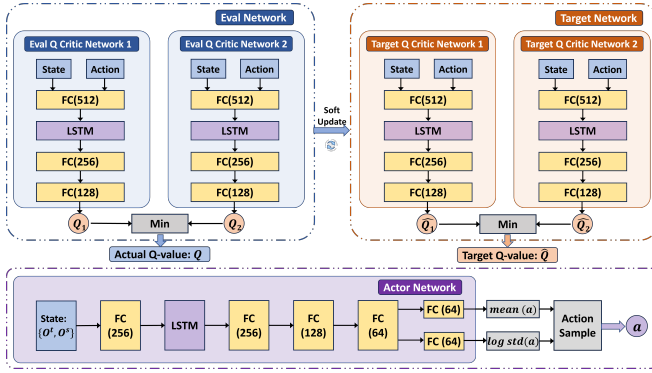 Eval Network
Eval Q Critic Network 1
State
Action
FC(512)
LSTM
FC(256)
FC(128)
Q1
Eval Q Critic Network 2
State
Action
FC(512)
LSTM
FC(256)
FC(128)
Q2
Min
Actual Q-value: Q
Soft
Update
Target Network
Target Q Critic Network 1
State
Action
FC(512)
LSTM
FC(256)
FC(128)
Q̂1
Target Q Critic Network 2
State
Action
FC(512)
LSTM
FC(256)
FC(128)
Q̂2
Min
Target Q-value: Q̂
Actor Network
State:
{Oᵗ, Oˢ}
FC
(256)
LSTM
FC
(256)
FC
(128)
FC
(64)
FC (64)
FC (64)
mean (a)
log std(a)
Action
Sample
a